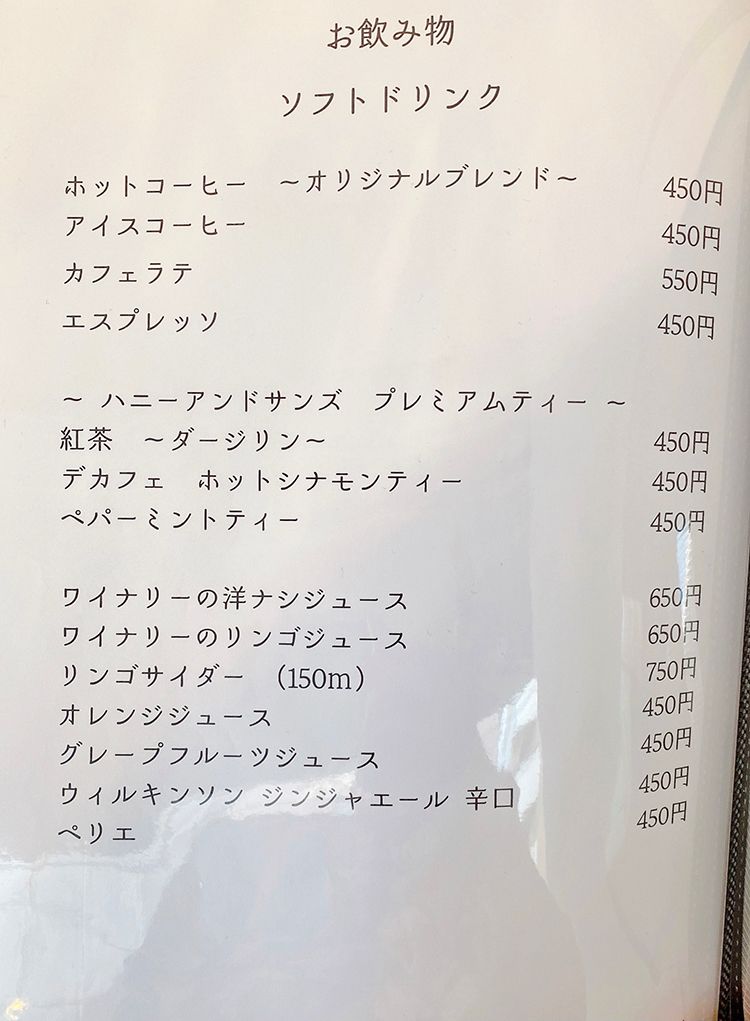 お飲み物
ソフトドリンク
ホットコーヒー ～オリジナルブレンド～ 450円
アイスコーヒー 450円
カフェラテ 550円
エスプレッソ 450円
～ ハニーアンドサンズ プレミアムティー ～
紅茶 ～ダージリン～ 450円
デカフェ ホットシナモンティー 450円
ペパーミントティー 450円
ワイナリーの洋ナシジュース 650円
ワイナリーのリンゴジュース 650円
リンゴサイダー (150m) 750円
オレンジジュース 450円
グレープフルーツジュース 450円
ウィルキンソン ジンジャエール 辛口 450円
ペリエ 450円